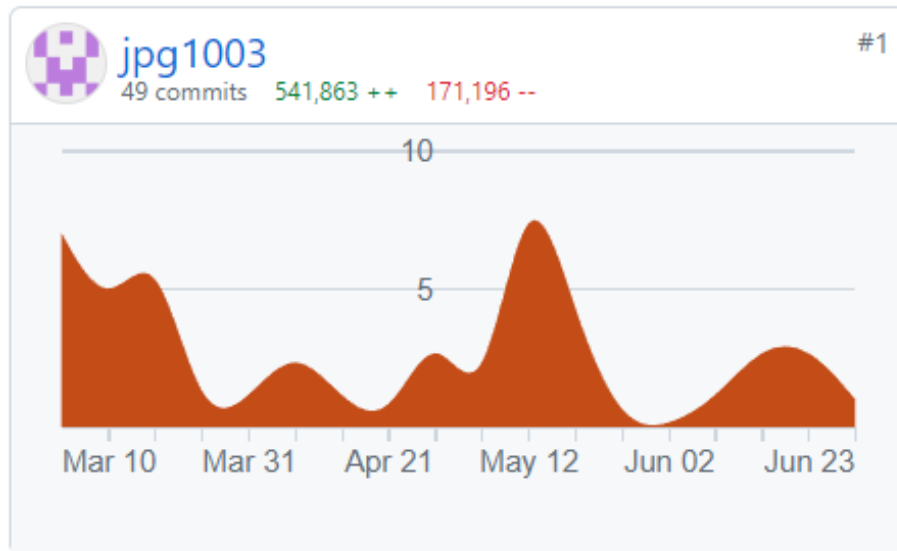 jpg1003
#1
49 commits 541,863 ++ 171,196 --
10
5
Mar 10 Mar 31 Apr 21 May 12 Jun 02 Jun 23